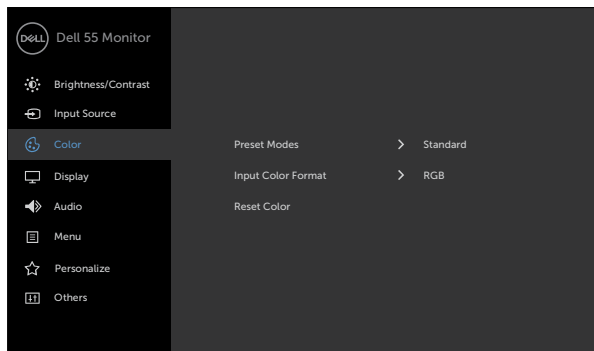 DELL Dell 55 Monitor
Brightness/Contrast
Input Source
Color
Preset Modes Standard
Input Color Format RGB
Reset Color
Display
Audio
Menu
Personalize
Others